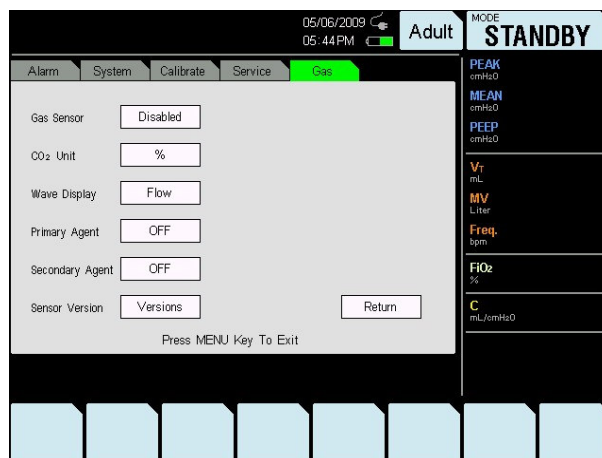 05/06/2009
05:44PM
Adult
MODE
STANDBY
Alarm System Calibrate Service Gas
Gas Sensor Disabled
CO₂ Unit %
Wave Display Flow
Primary Agent OFF
Secondary Agent OFF
Sensor Version Versions Return
Press MENU Key To Exit
PEAK
cmH2O
MEAN
cmH2O
PEEP
cmH2O
VT
mL
MV
Liter
Freq.
bpm
FiO2
%
C
mL/cmH2O